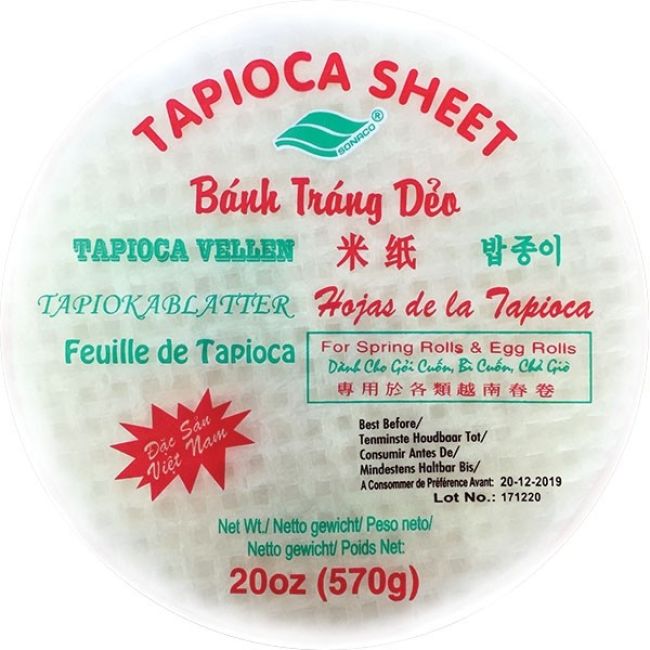 TAPIOCA SHEET
SONACO®
Bánh Tráng Dẻo
TAPIOCA VELLEN 米纸 밥종이
TAPIOKABLATTER Hojas de la Tapioca
Feuille de Tapioca
For Spring Rolls & Egg Rolls
Dành Cho Gỏi Cuốn, Bì Cuốn, Chả Giò
專用於各類越南春卷
Đặc Sản
Việt Nam
Best Before/
Tenminste Houdbaar Tot/
Consumir Antes De/
Mindestens Haltbar Bis/
A Consommer de Préférence Avant: 20-12-2019
Lot No.: 171220
Net Wt./ Netto gewicht/ Peso neto/
Netto gewicht/ Poids Net:
20oz (570g)